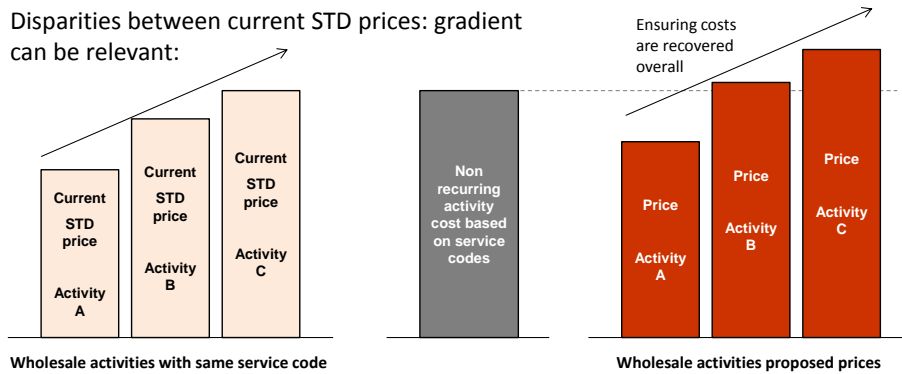 Disparities between current STD prices: gradient
can be relevant:
Current
STD
price
Activity
A
Current
STD
price
Activity
B
Current
STD
price
Activity
C
Wholesale activities with same service code
Non
recurring
activity
cost based
on service
codes
Ensuring costs
are recovered
overall
Price
Activity
A
Price
Activity
B
Price
Activity
C
Wholesale activities proposed prices